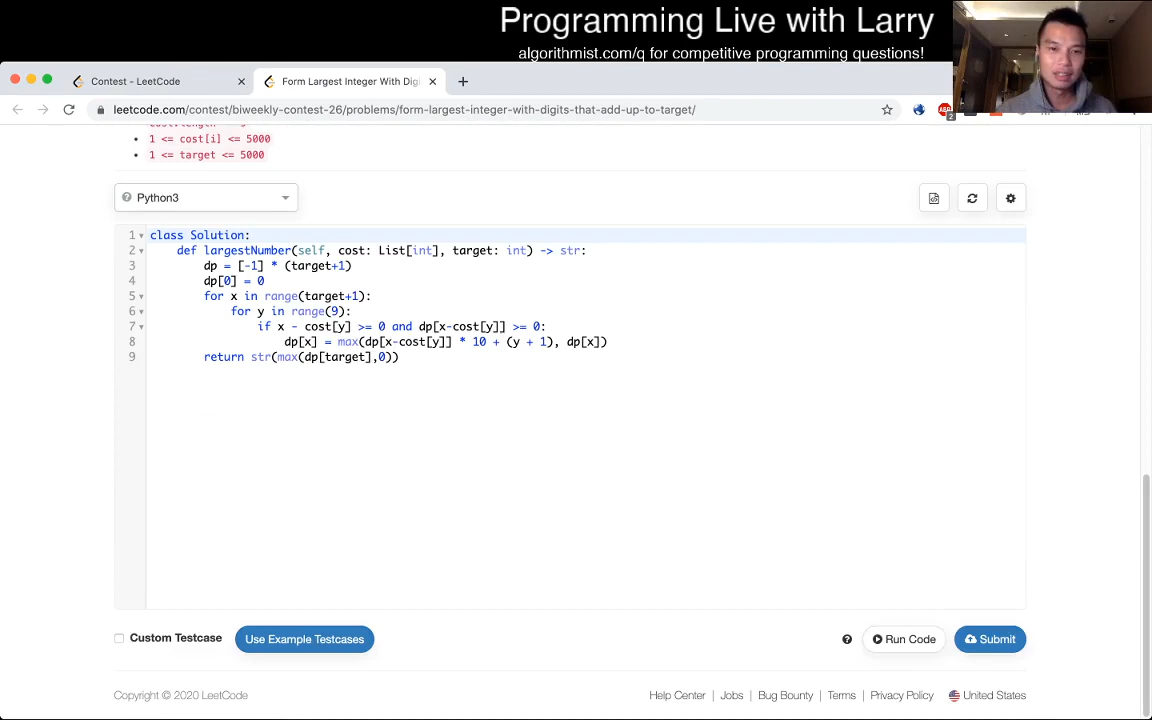 Programming Live with Larry
algorithmist.com/q for competitive programming questions!
Contest - LeetCode
Form Largest Integer With Dig
leetcode.com/contest/biweekly-contest-26/problems/form-largest-integer-with-digits-that-add-up-to-target/
1 <= cost[i] <= 5000
1 <= target <= 5000
Python3
1 class Solution:
2 def largestNumber(self, cost: List[int], target: int) -> str:
3 dp = [-1] * (target+1)
4 dp[0] = 0
5 for x in range(target+1):
6 for y in range(9):
7 if x - cost[y] >= 0 and dp[x-cost[y]] >= 0:
8 dp[x] = max(dp[x-cost[y]] * 10 + (y + 1), dp[x])
9 return str(max(dp[target],0))
Custom Testcase
Use Example Testcases
Run Code
Submit
Copyright © 2020 LeetCode
Help Center | Jobs | Bug Bounty | Terms | Privacy Policy
United States